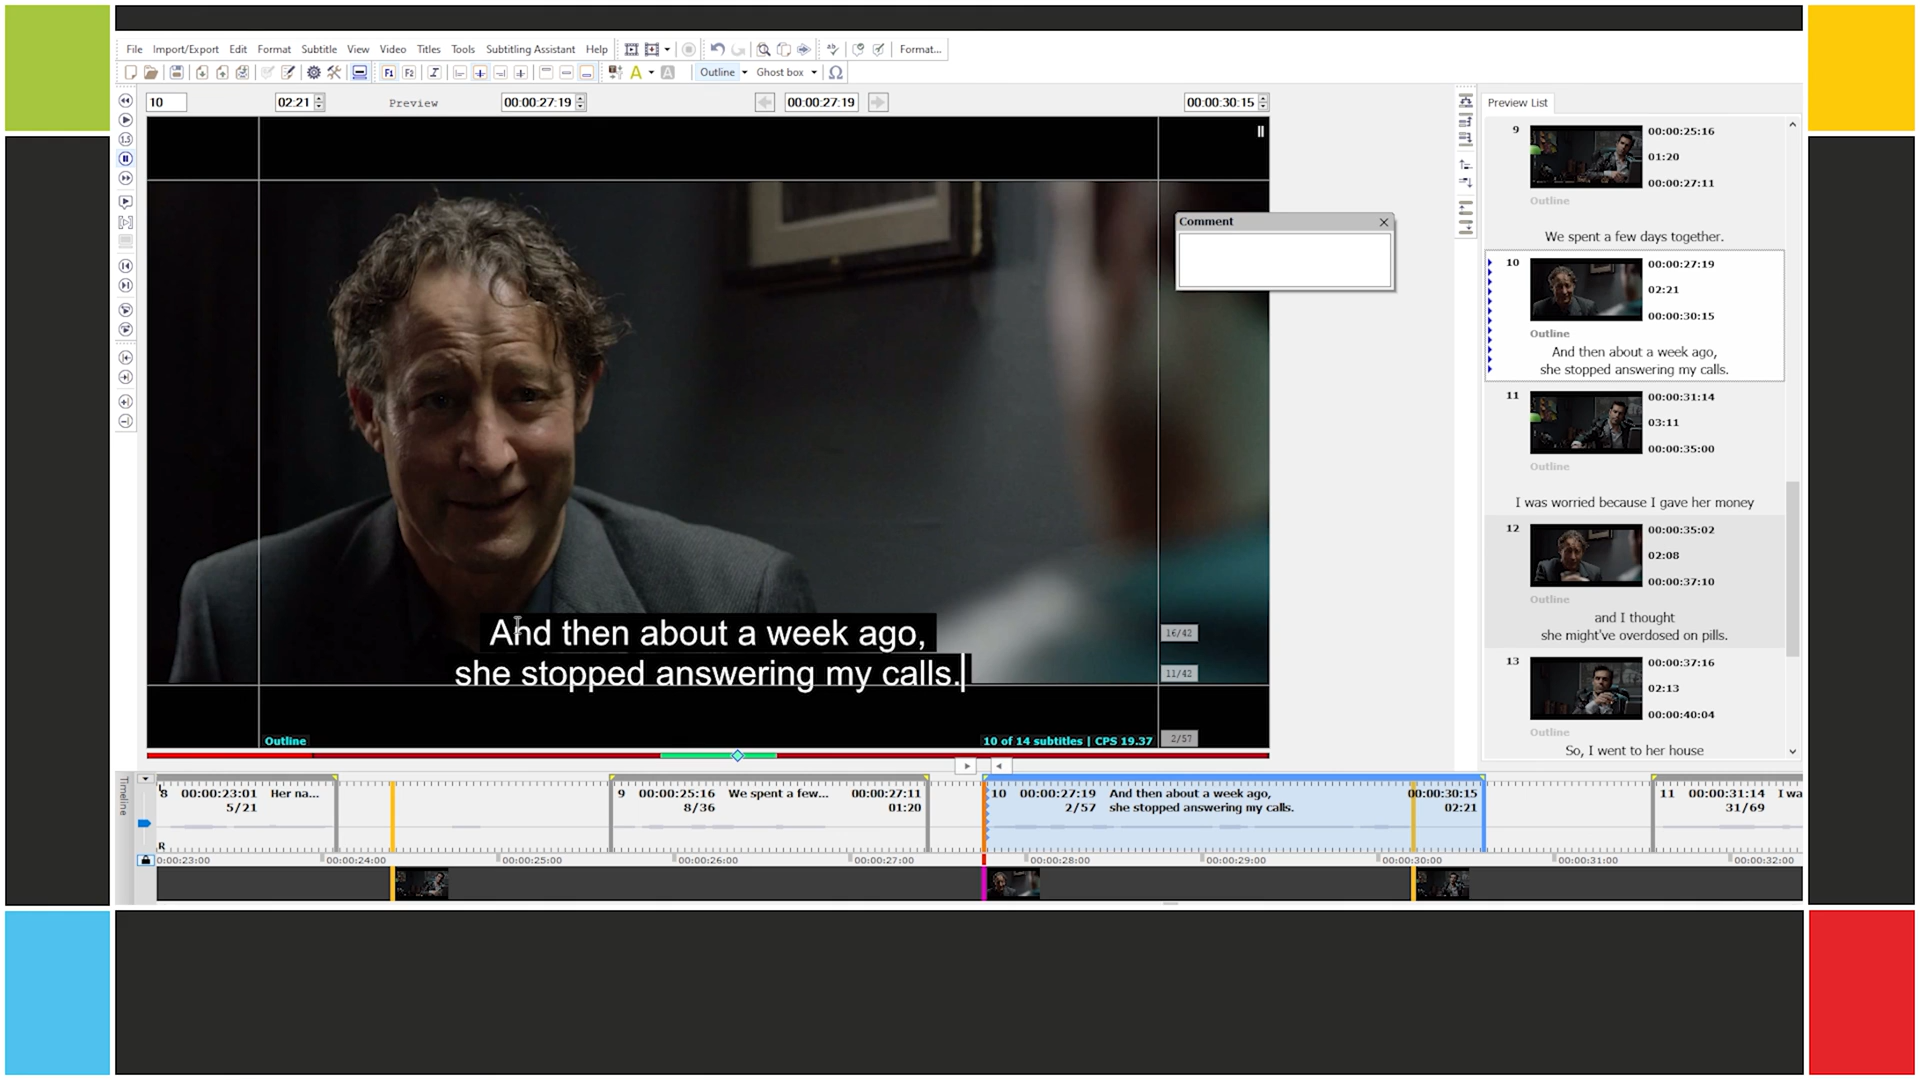 File Import/Export Edit Format Subtitle View Video Titles Tools Subtitling Assistant Help Format...
F1 F2 I A A Outline Ghost box Ω
10 02:21 Preview 00:00:27:19 00:00:27:19 00:00:30:15
1.5
Comment
And then about a week ago,
16/42
she stopped answering my calls.
11/42
Outline 10 of 14 subtitles | CPS 19.37 2/57
Preview List
9 00:00:25:16
01:20
00:00:27:11
Outline
We spent a few days together.
10 00:00:27:19
02:21
00:00:30:15
Outline
And then about a week ago,
she stopped answering my calls.
11 00:00:31:14
03:11
00:00:35:00
Outline
I was worried because I gave her money
12 00:00:35:02
02:08
00:00:37:10
Outline
and I thought
she might've overdosed on pills.
13 00:00:37:16
02:13
00:00:40:04
Outline
So, I went to her house
Timeline
8 00:00:23:01 Her na...
5/21
R
9 00:00:25:16 We spent a few... 00:00:27:11
8/36 01:20
10 00:00:27:19 And then about a week ago, 00:00:30:15
2/57 she stopped answering my calls. 02:21
11 00:00:31:14 I wa
31/69
0:00:23:00 00:00:24:00 00:00:25:00 00:00:26:00 00:00:27:00 00:00:28:00 00:00:29:00 00:00:30:00 00:00:31:00 00:00:32:00